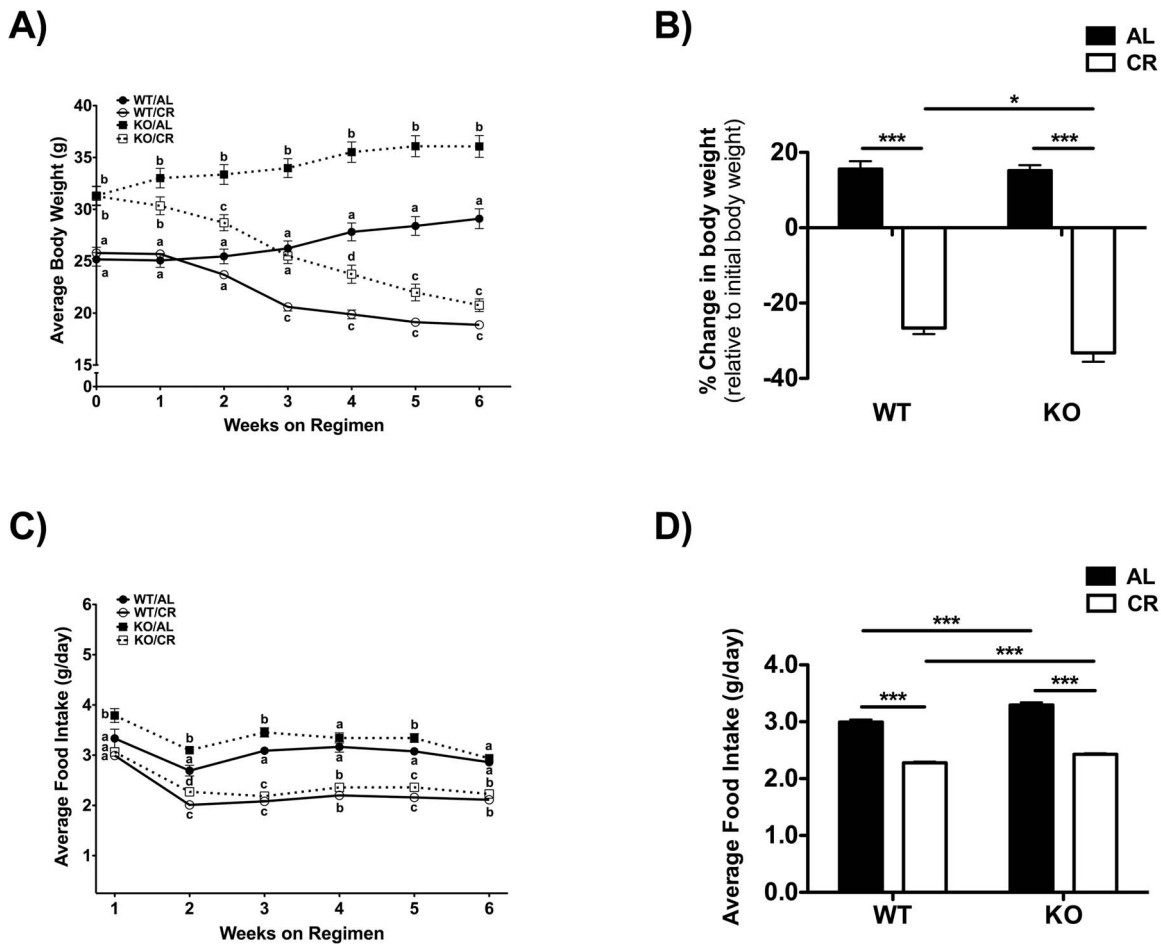 A)
WT/AL
WT/CR
KO/AL
KO/CR
Average Body Weight (g)
40
35
30
25
20
15
0
b b b b b b b
b b c
a a a a a a a
a a a a d c c
c c c c
0 1 2 3 4 5 6
Weeks on Regimen
B)
AL
CR
*
*** ***
% Change in body weight
(relative to initial body weight)
20
0
-20
-40
WT KO
C)
WT/AL
WT/CR
KO/AL
KO/CR
Average Food Intake (g/day)
6
5
4
3
2
1
b b b a b a
a a a a a a
a d c b c b
a c c b c b
1 2 3 4 5 6
Weeks on Regimen
D)
AL
CR
***
***
*** ***
Average Food Intake (g/day)
4.0
3.0
2.0
1.0
0.0
WT KO